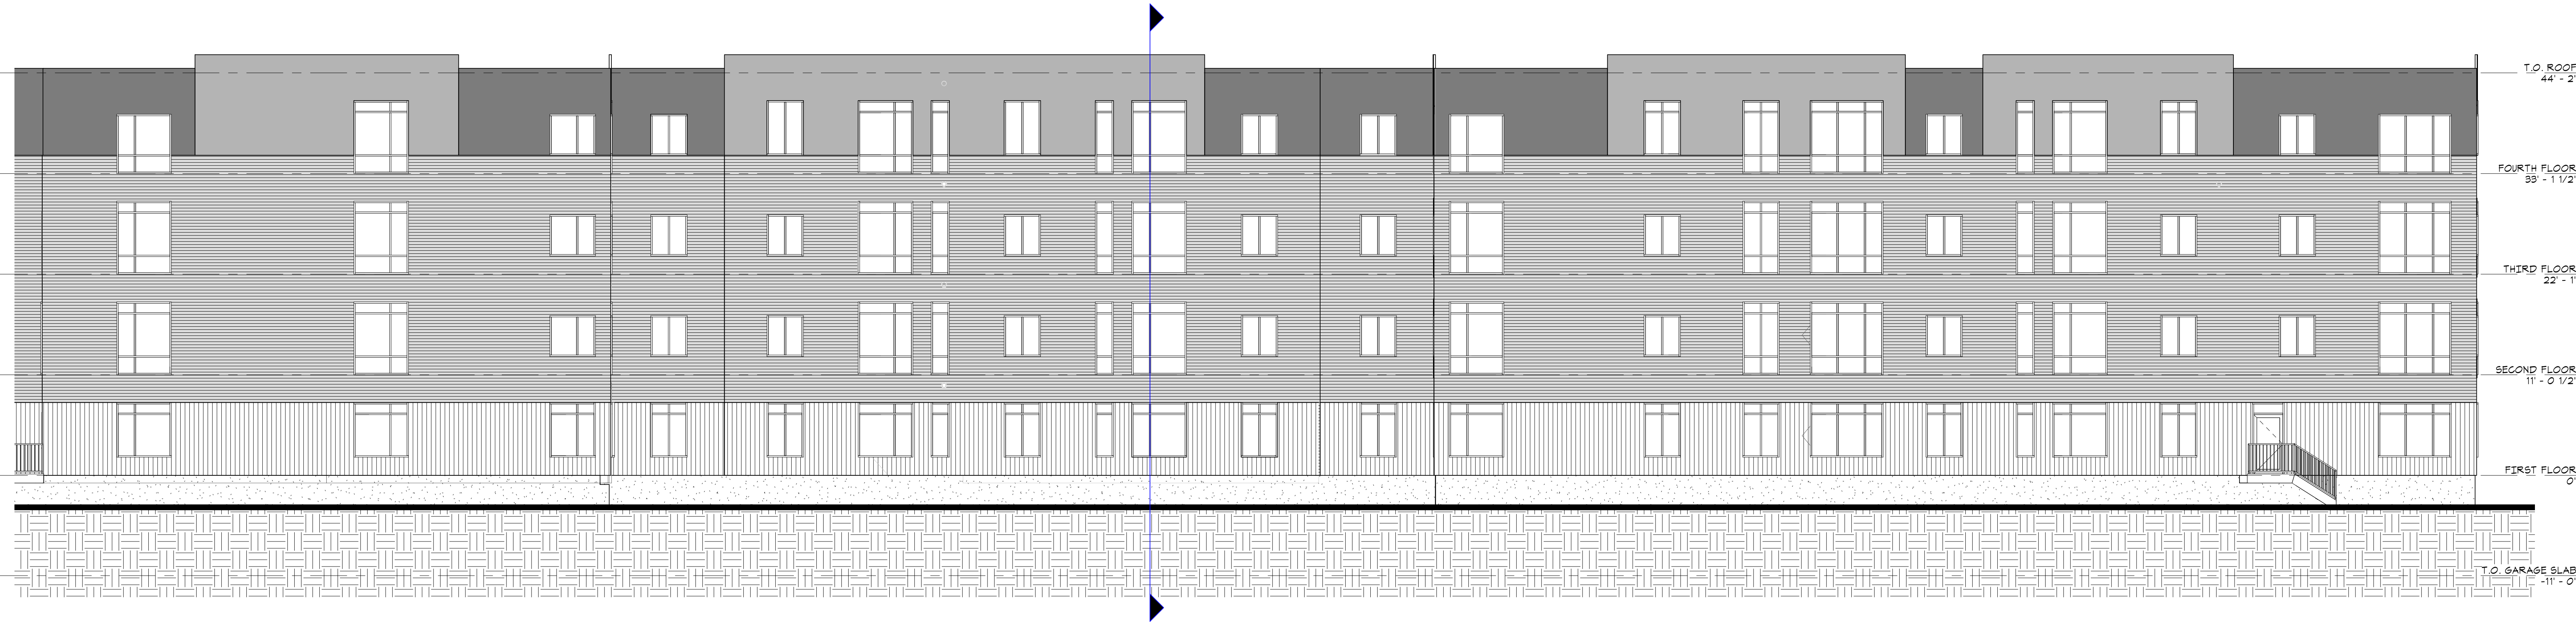 T.O. ROOF
44' - 2"
FOURTH FLOOR
33' - 1 1/2"
THIRD FLOOR
22' - 1"
SECOND FLOOR
11' - 0 1/2"
FIRST FLOOR
0"
T.O. GARAGE SLAB
-11' - 0"